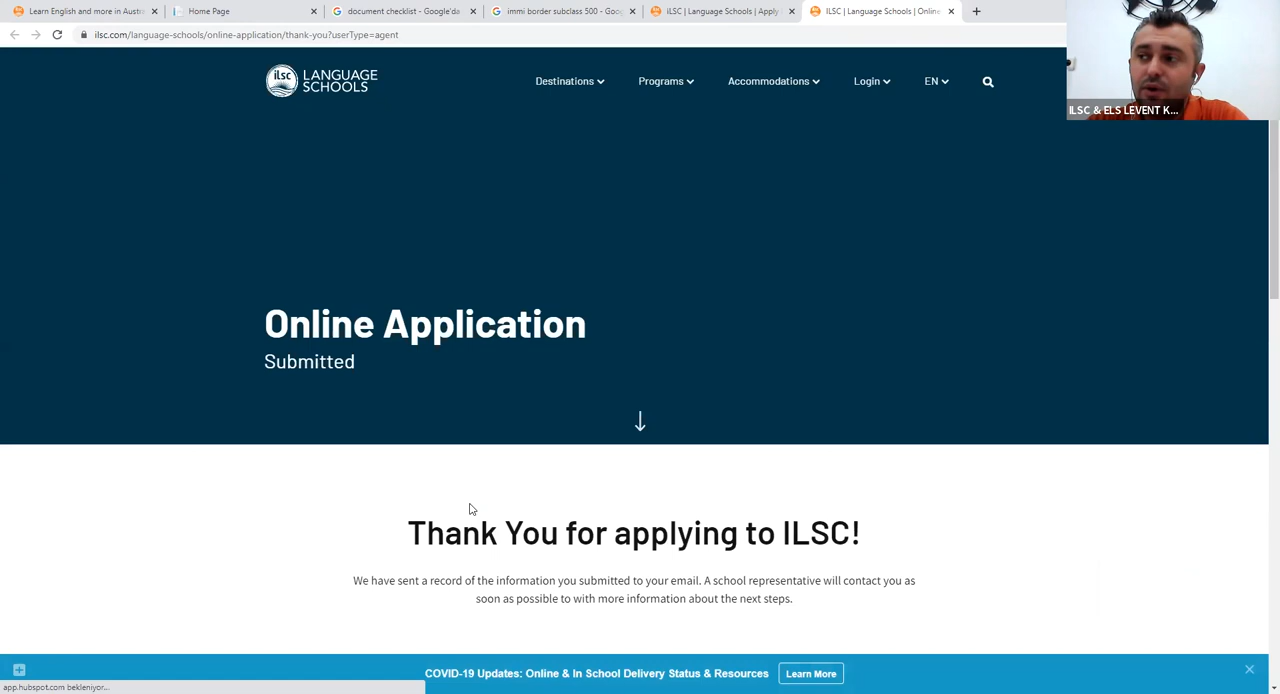 Learn English and more in Austra
Home Page
document checklist - Google'da
immi border subclass 500 - Goog
iLSC | Language Schools | Apply
ILSC | Language Schools | Online
ilsc.com/language-schools/online-application/thank-you?userType=agent
ilsc
LANGUAGE
SCHOOLS
Destinations
Programs
Accommodations
Login
EN
ILSC & ELS LEVENT K...
Online Application
Submitted
Thank You for applying to ILSC!
We have sent a record of the information you submitted to your email. A school representative will contact you as
soon as possible to with more information about the next steps.
COVID-19 Updates: Online & In School Delivery Status & Resources
Learn More
app.hubspot.com bekleniyor...